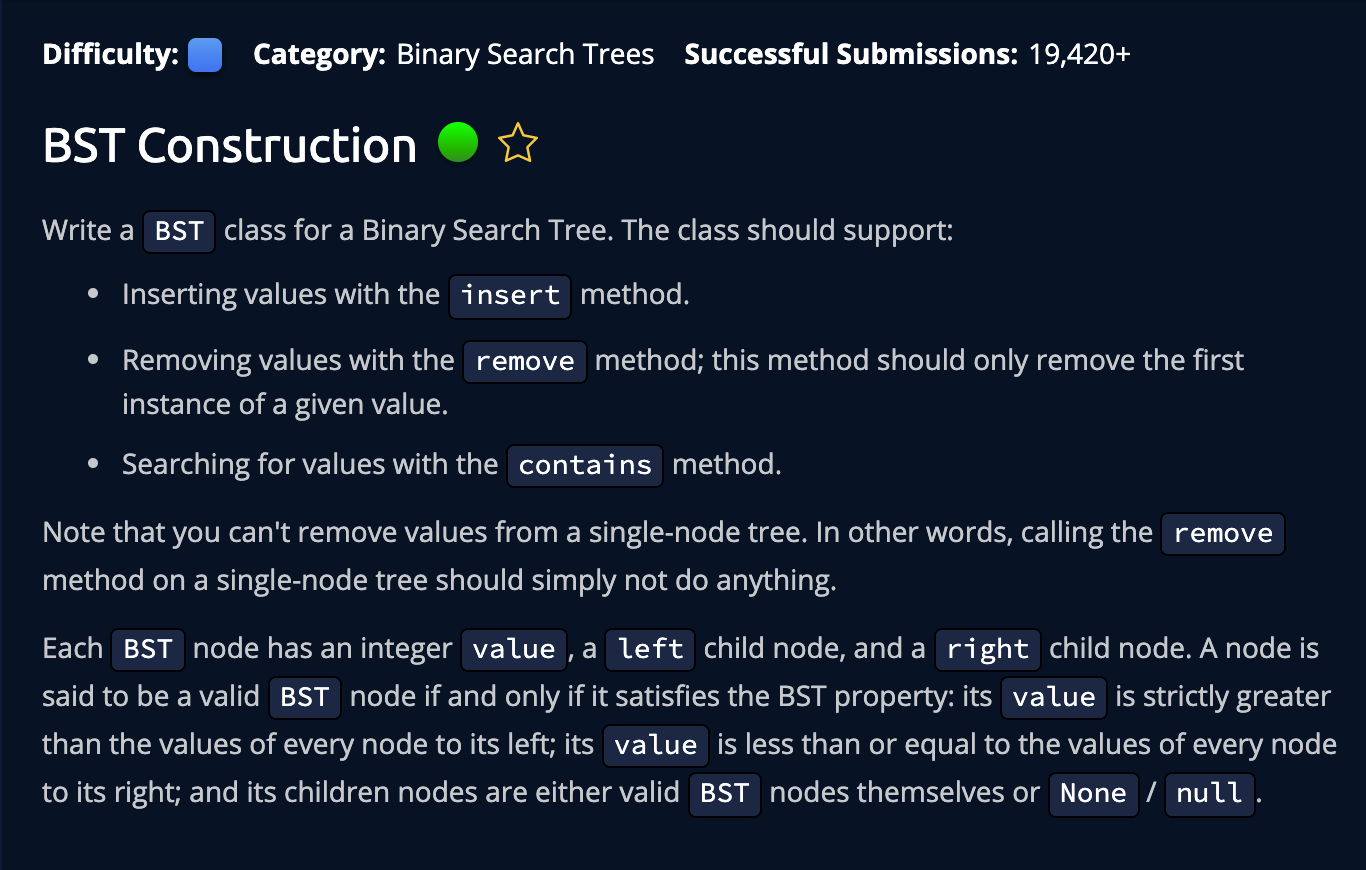 Difficulty: Category: Binary Search Trees Successful Submissions: 19,420+
BST Construction
Write a BST class for a Binary Search Tree. The class should support:
• Inserting values with the insert method.
• Removing values with the remove method; this method should only remove the first
instance of a given value.
• Searching for values with the contains method.
Note that you can't remove values from a single-node tree. In other words, calling the remove
method on a single-node tree should simply not do anything.
Each BST node has an integer value, a left child node, and a right child node. A node is
said to be a valid BST node if and only if it satisfies the BST property: its value is strictly greater
than the values of every node to its left; its value is less than or equal to the values of every node
to its right; and its children nodes are either valid BST nodes themselves or None / null.